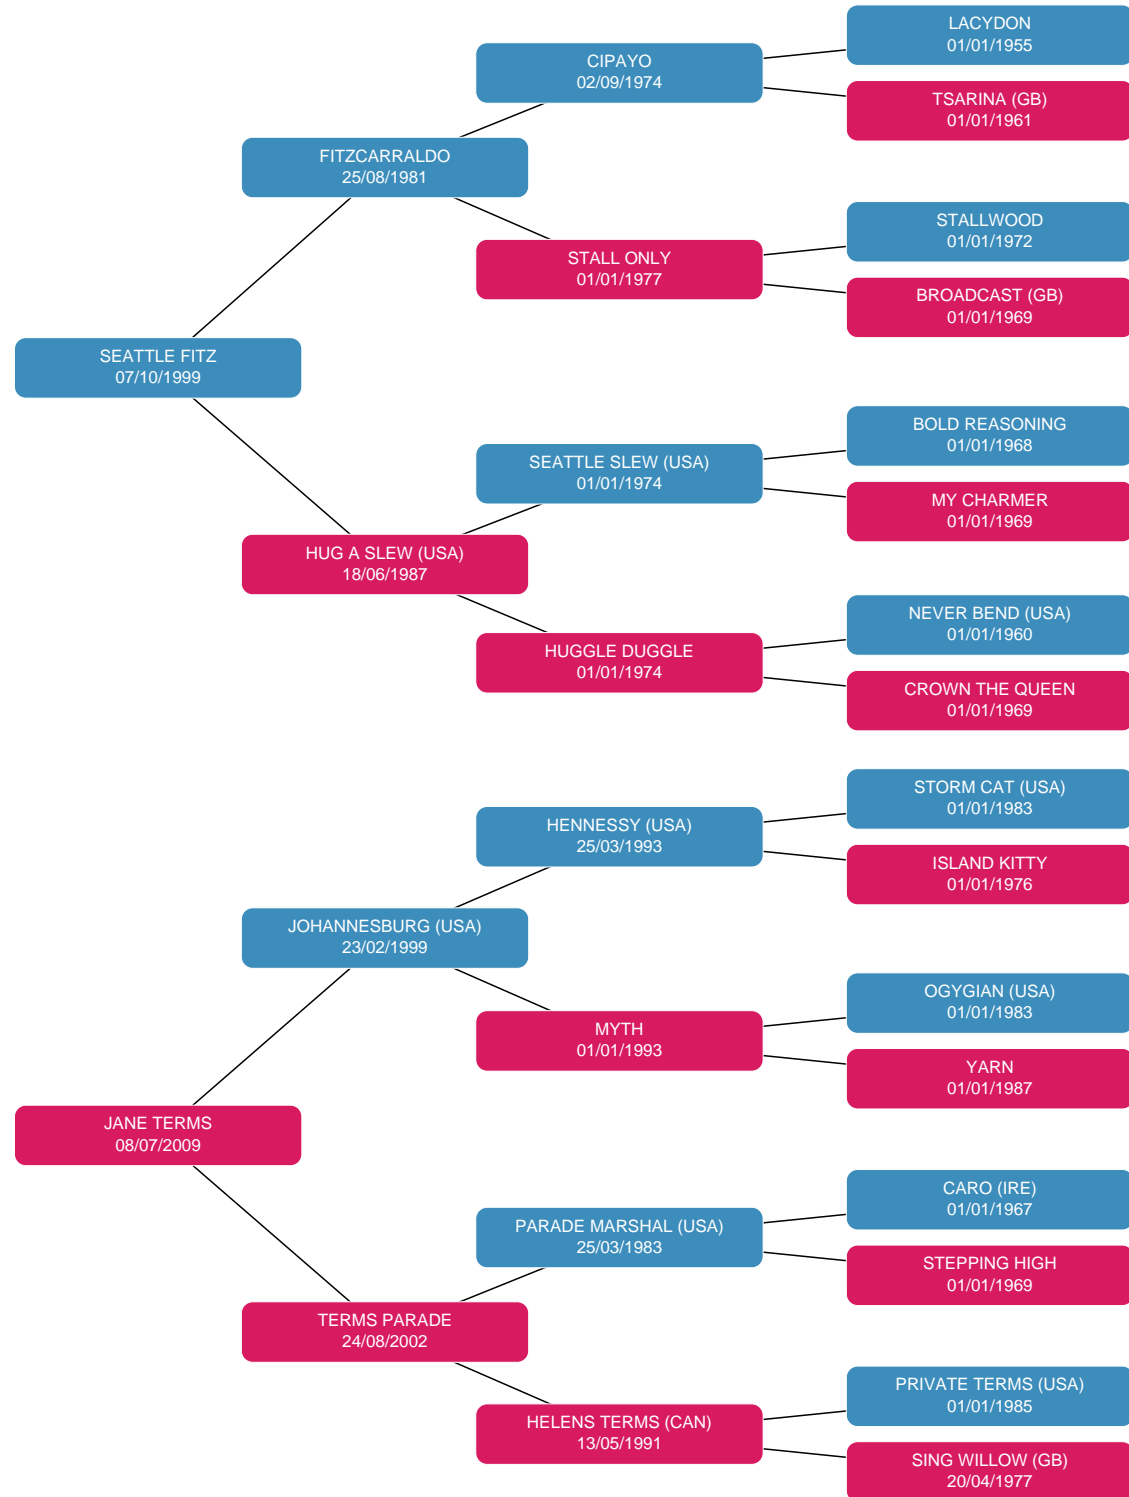 LACYDON
01/01/1955
CIPAYO
02/09/1974
TSARINA (GB)
01/01/1961
FITZCARRALDO
25/08/1981
STALLWOOD
01/01/1972
STALL ONLY
01/01/1977
BROADCAST (GB)
01/01/1969
SEATTLE FITZ
07/10/1999
BOLD REASONING
01/01/1968
SEATTLE SLEW (USA)
01/01/1974
MY CHARMER
01/01/1969
HUG A SLEW (USA)
18/06/1987
NEVER BEND (USA)
01/01/1960
HUGGLE DUGGLE
01/01/1974
CROWN THE QUEEN
01/01/1969
STORM CAT (USA)
01/01/1983
HENNESSY (USA)
25/03/1993
ISLAND KITTY
01/01/1976
JOHANNESBURG (USA)
23/02/1999
OGYGIAN (USA)
01/01/1983
MYTH
01/01/1993
YARN
01/01/1987
JANE TERMS
08/07/2009
CARO (IRE)
01/01/1967
PARADE MARSHAL (USA)
25/03/1983
STEPPING HIGH
01/01/1969
TERMS PARADE
24/08/2002
PRIVATE TERMS (USA)
01/01/1985
HELENS TERMS (CAN)
13/05/1991
SING WILLOW (GB)
20/04/1977